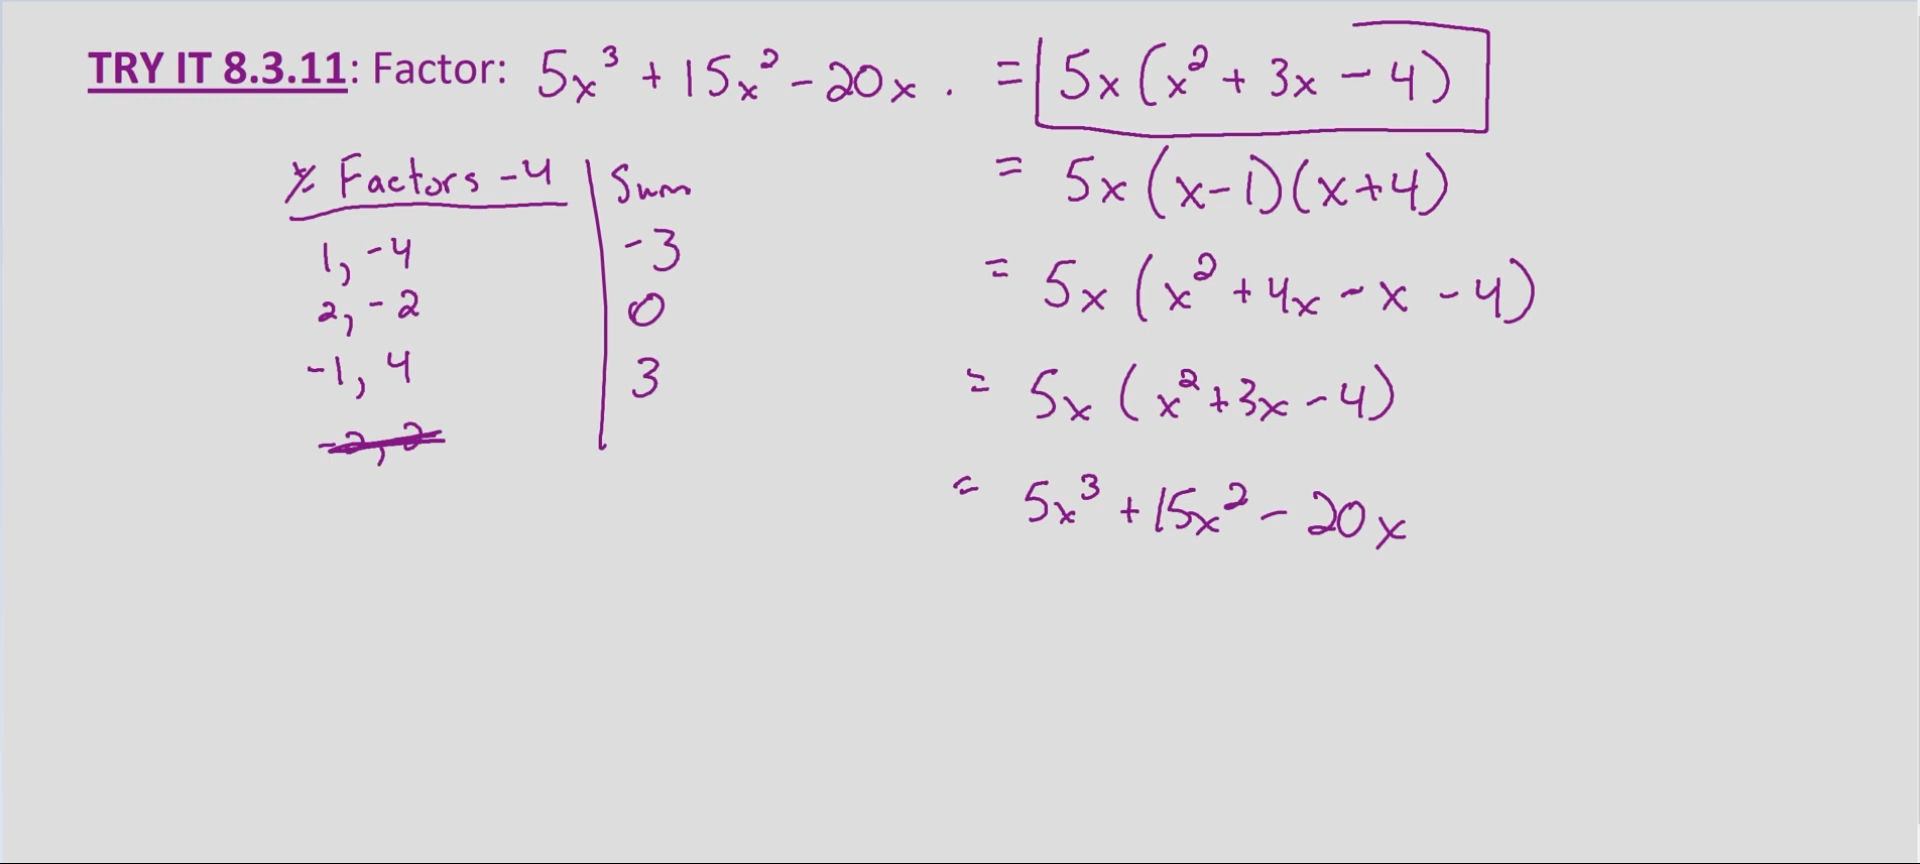 TRY IT 8.3.11: Factor: 5x³ + 15x² - 20x . = 5x(x² + 3x - 4)
Factors -4 | Sum
1, -4 | -3
2, -2 | 0
-1, 4 | 3
-2, 2
= 5x(x-1)(x+4)
= 5x(x² + 4x - x - 4)
= 5x(x²+3x-4)
= 5x³ +15x² - 20x